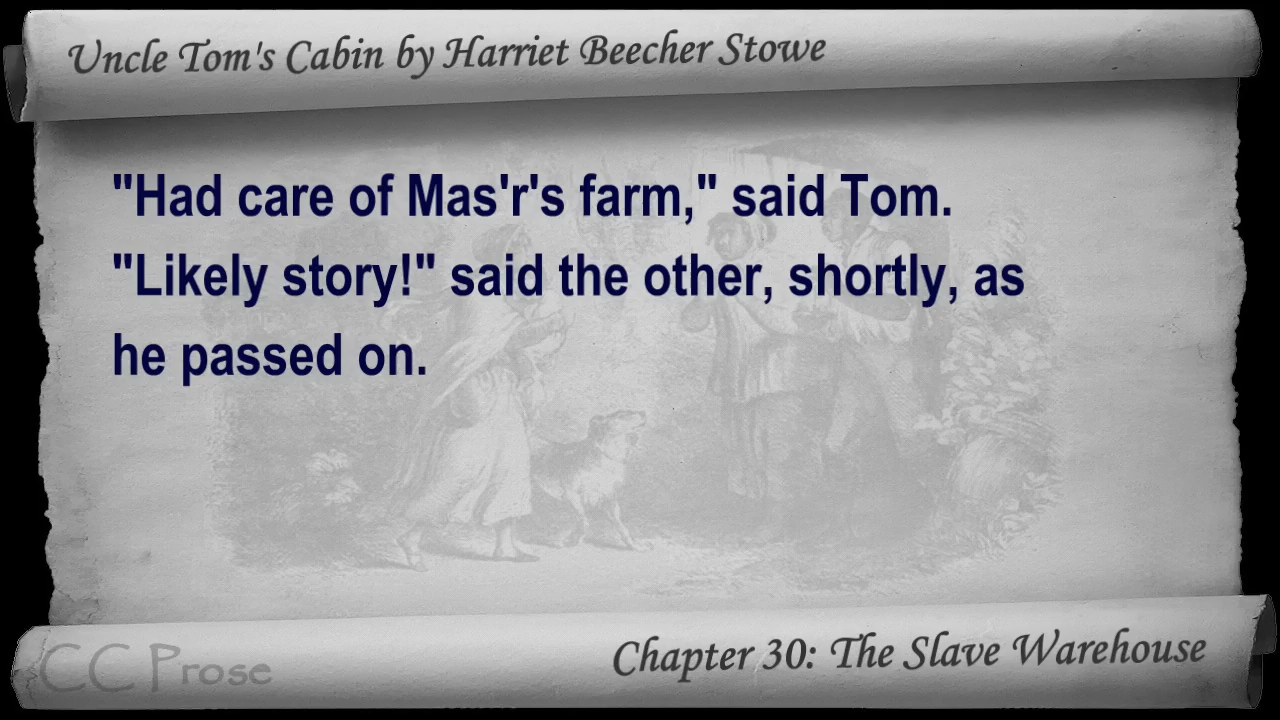 Uncle Tom's Cabin by Harriet Beecher Stowe
"Had care of Mas'r's farm," said Tom.
"Likely story!" said the other, shortly, as
he passed on.
CC Prose
Chapter 30: The Slave Warehouse